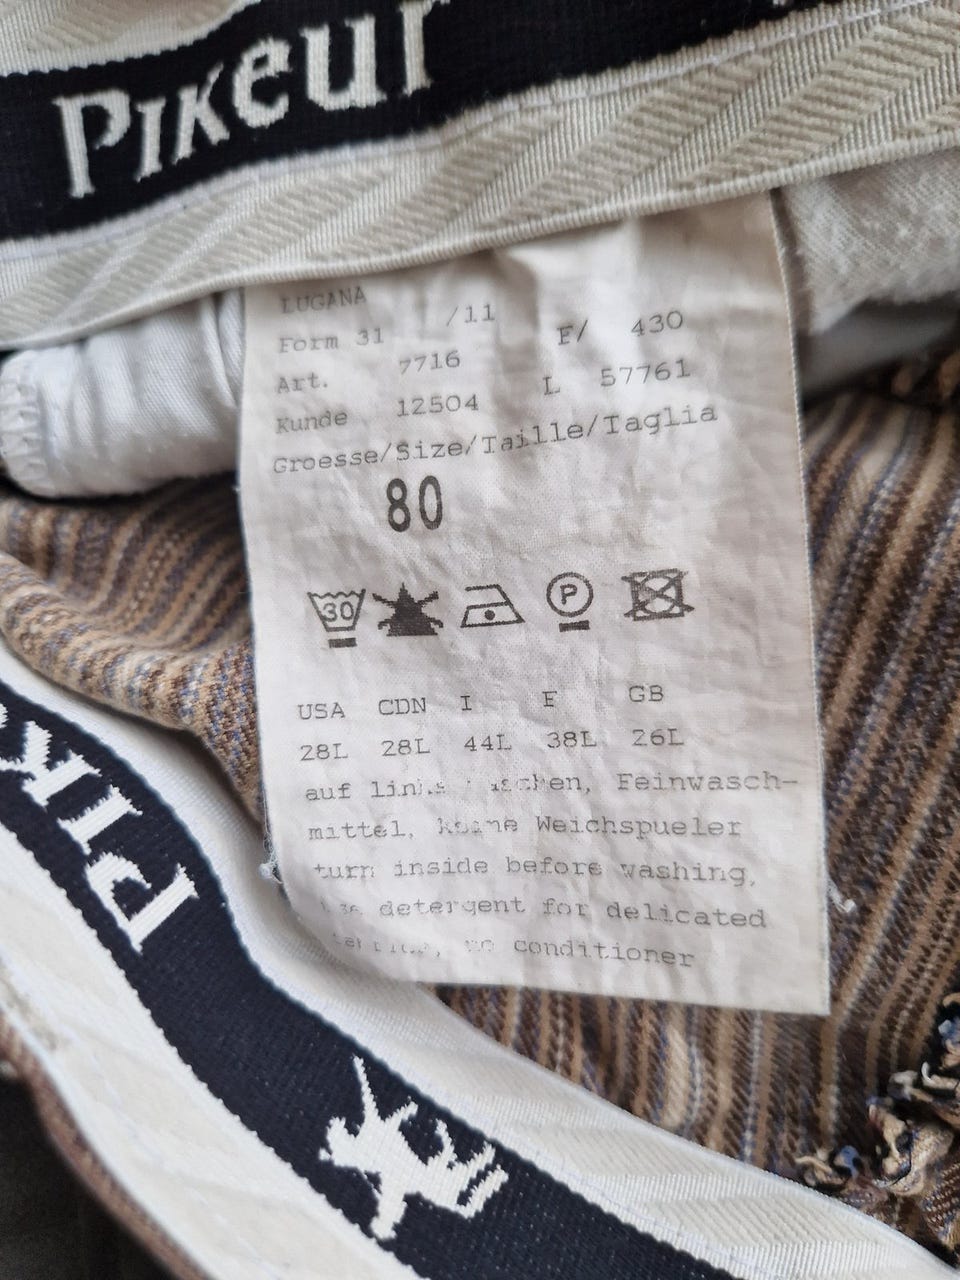 Pikeur
LUGANA
Form 31 /11 F/ 430
Art. 7716 L 57761
Kunde 12504
Groesse/Size/Taille/Taglia
80
30 P
USA CDN I F GB
28L 28L 44L 38L 26L
auf links waschen, Feinwasch-
mittel, keine Weichspueler
turn inside before washing,
detergent for delicated
conditioner
PIK